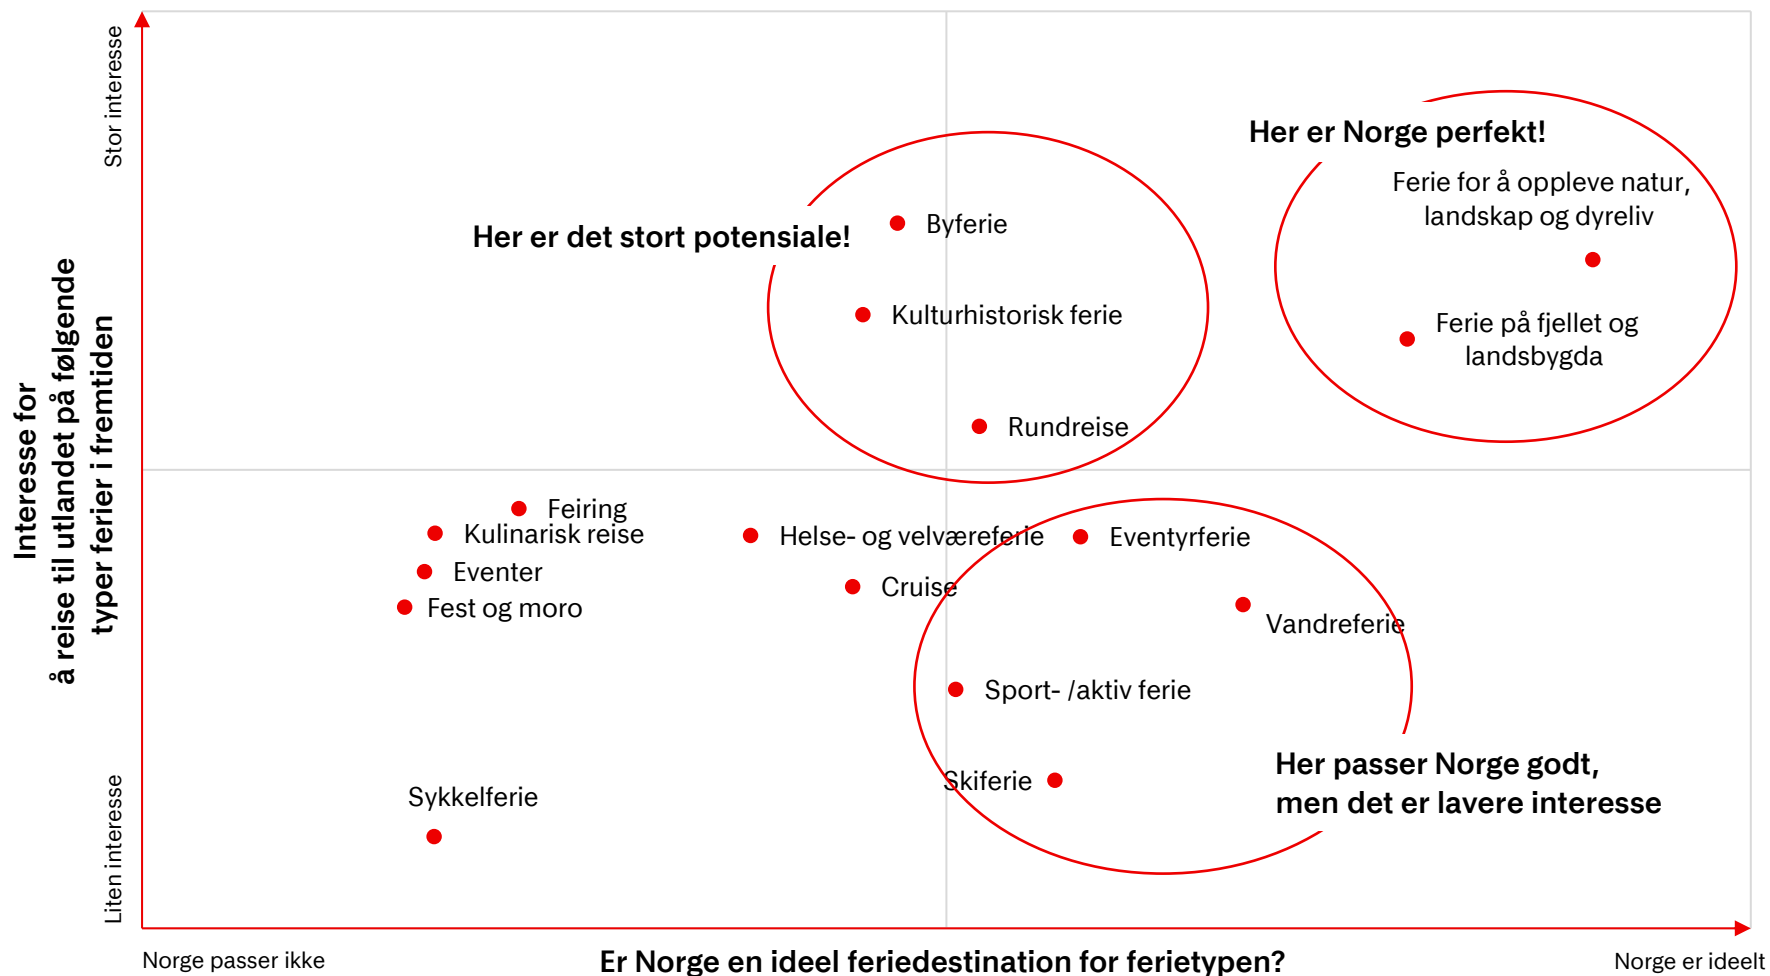 Stor interesse
Her er Norge perfekt!
Ferie for å oppleve natur,
landskap og dyreliv
Byferie
Her er det stort potensiale!
Kulturhistorisk ferie
Ferie på fjellet og
landsbygda
Rundreise
Interesse for
å reise til utlandet på følgende
typer ferier i fremtiden
Feiring
Kulinarisk reise
Helse- og velværeferie
Eventyrferie
Eventer
Cruise
Fest og moro
Vandreferie
Sport- /aktiv ferie
Skiferie
Her passer Norge godt,
men det er lavere interesse
Sykkelferie
Liten interesse
Norge passer ikke
Er Norge en ideel feriedestination for ferietypen?
Norge er ideelt